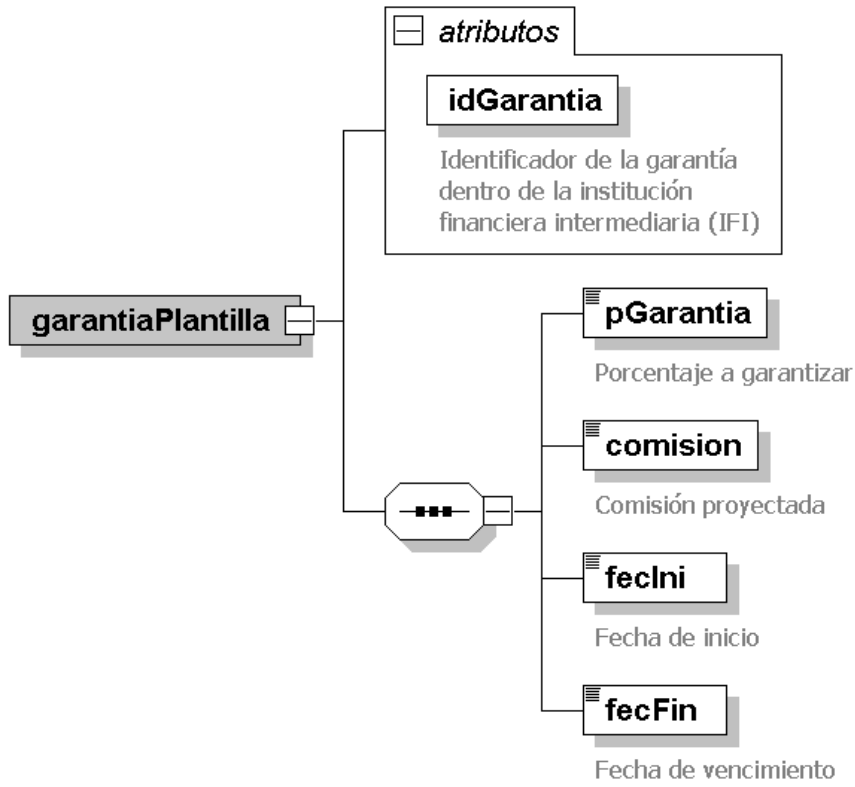 atributos
idGarantia
Identificador de la garantía
dentro de la institución
financiera intermediaria (IFI)
garantiaPlantilla
pGarantia
Porcentaje a garantizar
comision
Comisión proyectada
fecIni
Fecha de inicio
fecFin
Fecha de vencimiento